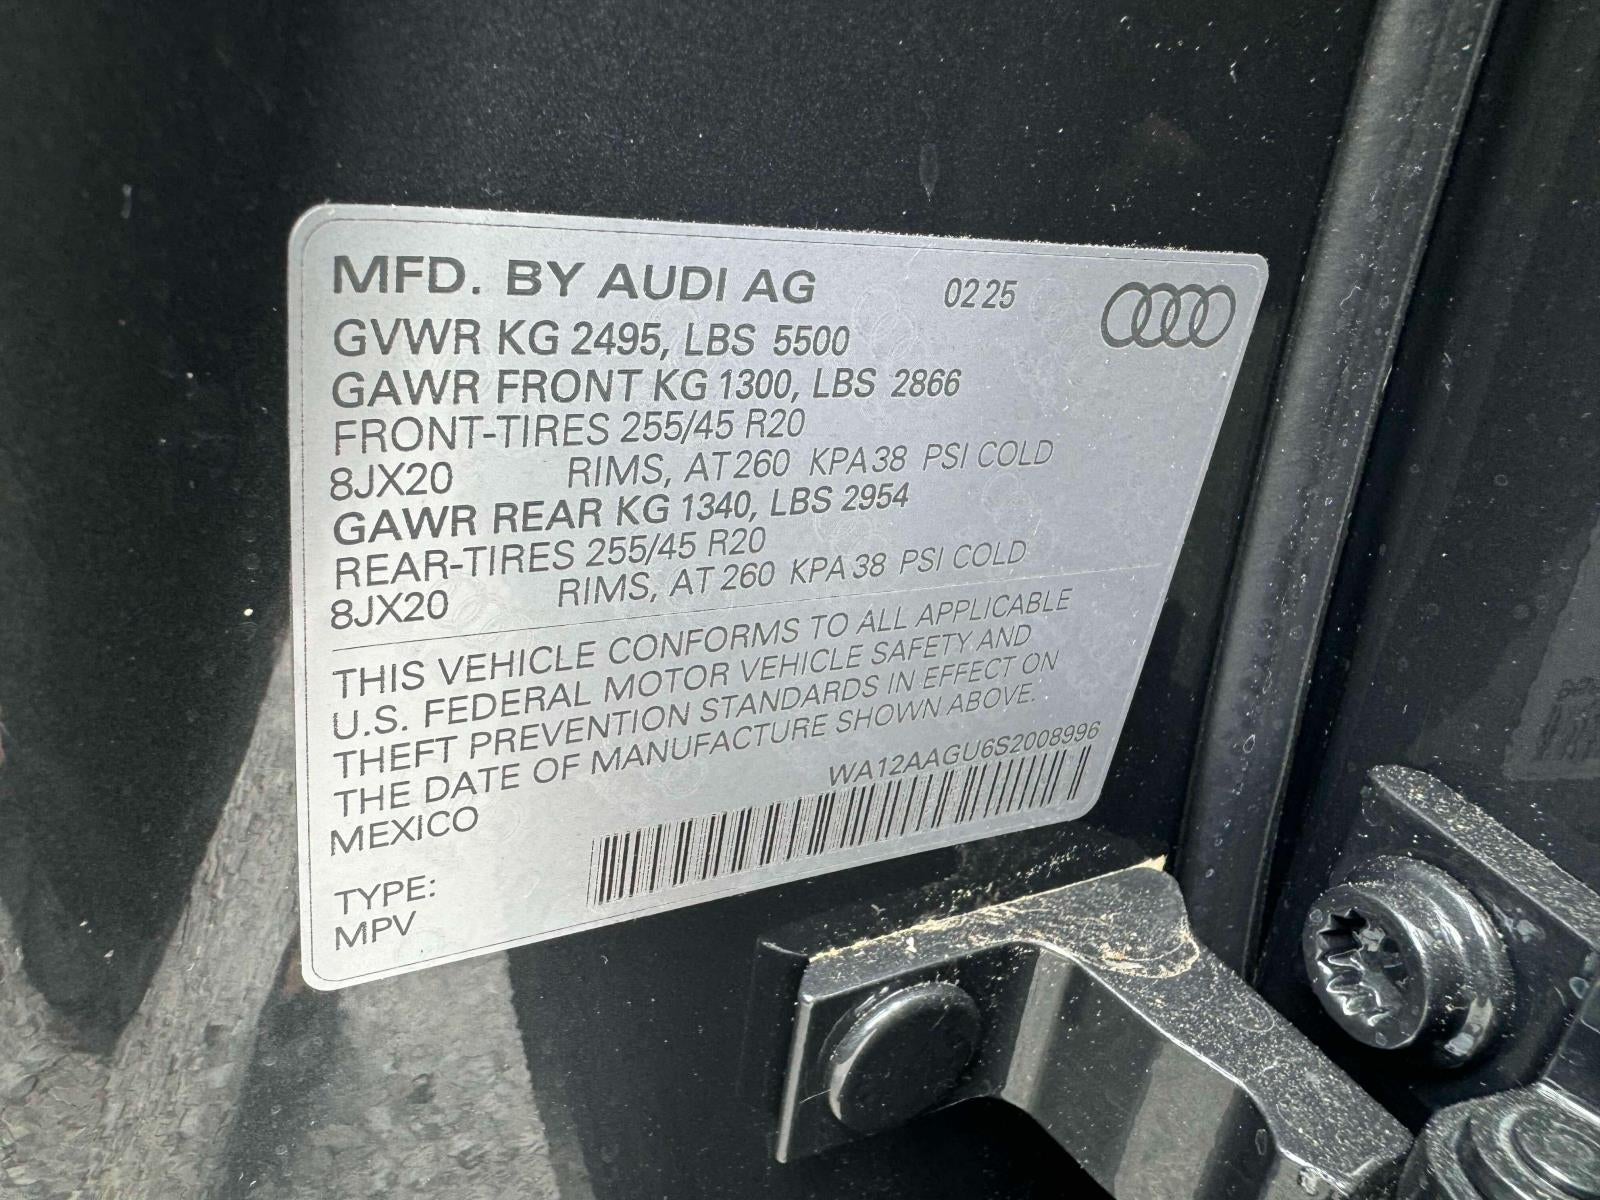 MFD. BY AUDI AG 02 25
GVWR KG 2495, LBS 5500
GAWR FRONT KG 1300, LBS 2866
FRONT-TIRES 255/45 R20
8JX20 RIMS, AT 260 KPA 38 PSI COLD
GAWR REAR KG 1340, LBS 2954
REAR-TIRES 255/45 R20
8JX20 RIMS, AT 260 KPA 38 PSI COLD
THIS VEHICLE CONFORMS TO ALL APPLICABLE
U.S. FEDERAL MOTOR VEHICLE SAFETY AND
THEFT PREVENTION STANDARDS IN EFFECT ON
THE DATE OF MANUFACTURE SHOWN ABOVE.
MEXICO WA12AAGU6S2008996
TYPE:
MPV